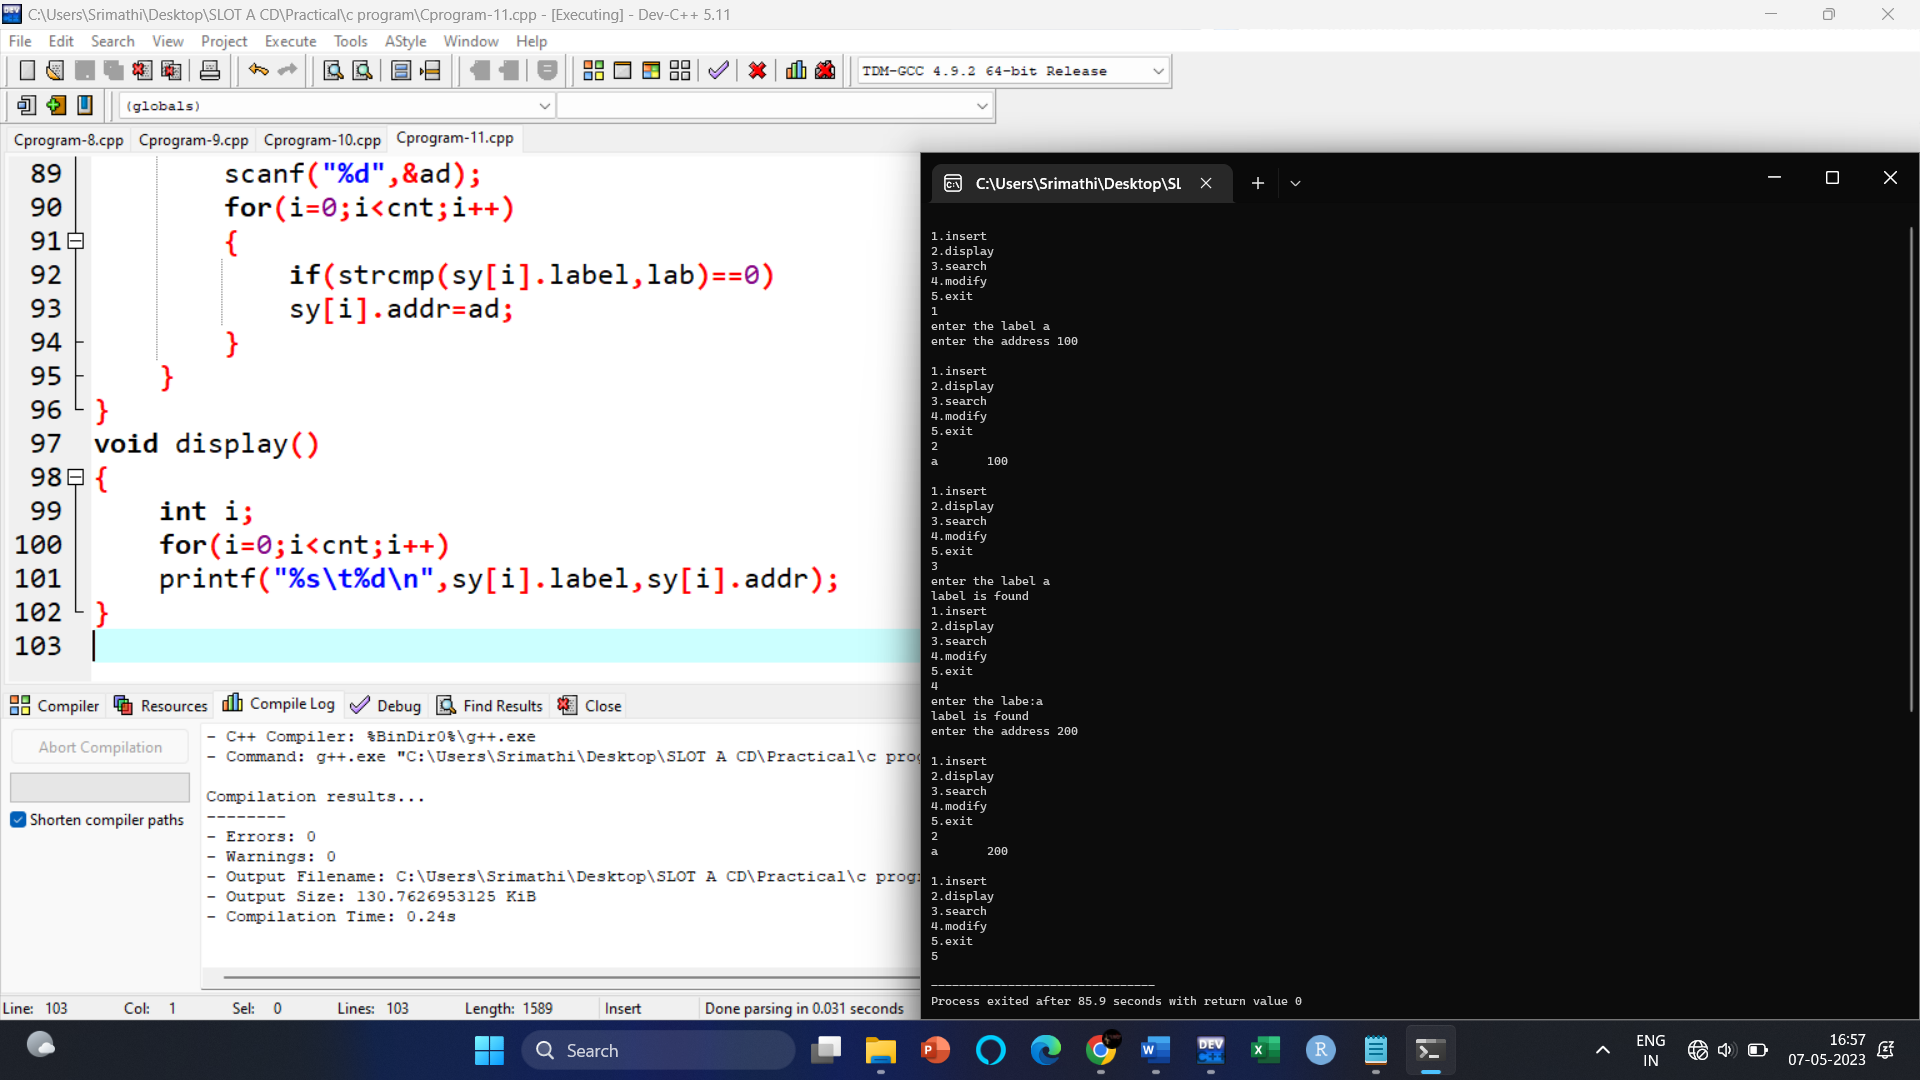 C:\Users\Srimathi\Desktop\SLOT A CD\Practical\c program\Cprogram-11.cpp - [Executing] - Dev-C++ 5.11
File Edit Search View Project Execute Tools AStyle Window Help
TDM-GCC 4.9.2 64-bit Release
(globals)
Cprogram-8.cpp Cprogram-9.cpp Cprogram-10.cpp Cprogram-11.cpp
89 scanf("%d",&ad);
90 for(i=0;i<cnt;i++)
91 {
92 if(strcmp(sy[i].label,lab)==0)
93 sy[i].addr=ad;
94 }
95 }
96 }
97 void display()
98 {
99 int i;
100 for(i=0;i<cnt;i++)
101 printf("%s\t%d\n",sy[i].label,sy[i].addr);
102 }
103
Compiler Resources Compile Log Debug Find Results Close
Abort Compilation
Shorten compiler paths
- C++ Compiler: %BinDir0%\g++.exe
- Command: g++.exe "C:\Users\Srimathi\Desktop\SLOT A CD\Practical\c prog
Compilation results...
--------
- Errors: 0
- Warnings: 0
- Output Filename: C:\Users\Srimathi\Desktop\SLOT A CD\Practical\c progr
- Output Size: 130.7626953125 KiB
- Compilation Time: 0.24s
Line: 103 Col: 1 Sel: 0 Lines: 103 Length: 1589 Insert Done parsing in 0.031 seconds
C:\Users\Srimathi\Desktop\SL
1.insert
2.display
3.search
4.modify
5.exit
1
enter the label a
enter the address 100
1.insert
2.display
3.search
4.modify
5.exit
2
a 100
1.insert
2.display
3.search
4.modify
5.exit
3
enter the label a
label is found
1.insert
2.display
3.search
4.modify
5.exit
4
enter the labe:a
label is found
enter the address 200
1.insert
2.display
3.search
4.modify
5.exit
2
a 200
1.insert
2.display
3.search
4.modify
5.exit
5
--------------------------------
Process exited after 85.9 seconds with return value 0
Search
ENG
IN
16:57
07-05-2023